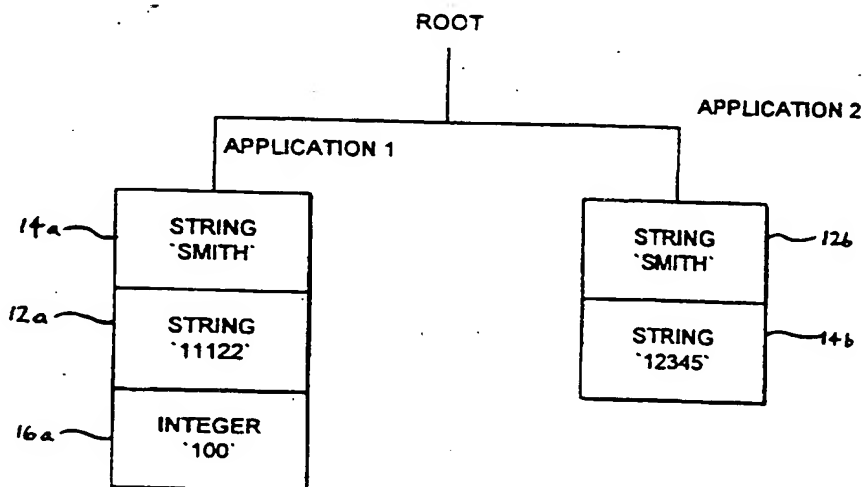 ROOT
APPLICATION 2
APPLICATION 1
14a
STRING
`SMITH`
12a
STRING
`11122`
16a
INTEGER
`100`
STRING
`SMITH`
12b
STRING
`12345`
14b